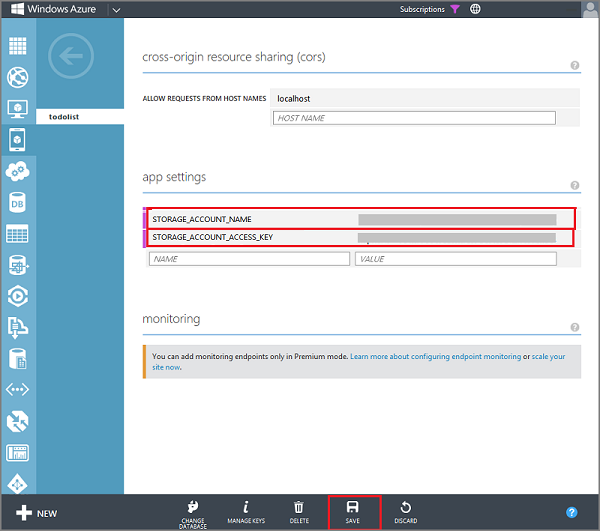 Windows Azure
Subscriptions
cross-origin resource sharing (cors)
?
ALLOW REQUESTS FROM HOST NAMES
localhost
HOST NAME
todolist
app settings
?
STORAGE_ACCOUNT_NAME
STORAGE_ACCOUNT_ACCESS_KEY
NAME
VALUE
monitoring
?
You can add monitoring endpoints only in Premium mode. Learn more about configuring endpoint monitoring or scale your
site now.
DB
NEW
CHANGE
DATABASE
MANAGE KEYS
DELETE
SAVE
DISCARD
?